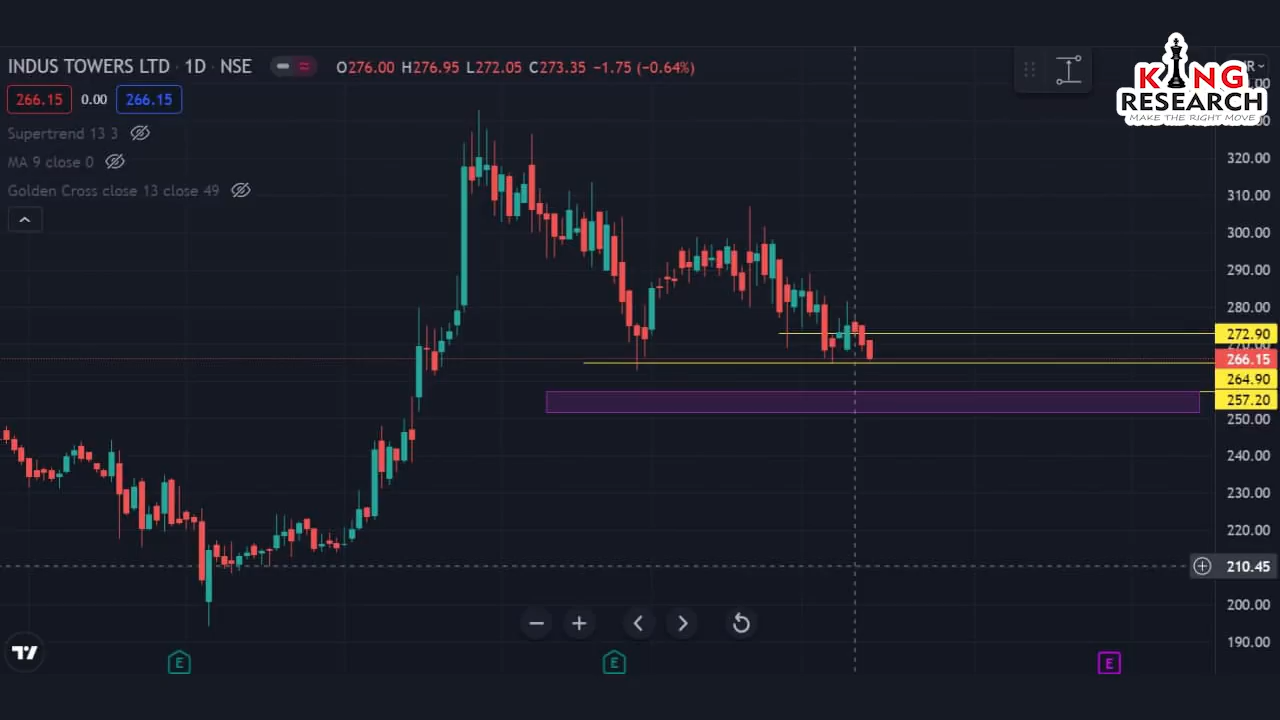 INDUS TOWERS LTD · 1D · NSE O276.00 H276.95 L272.05 C273.35 −1.75 (−0.64%)
266.15 0.00 266.15
Supertrend 13 3
MA 9 close 0
Golden Cross close 13 close 49
KING
RESEARCH
MAKE THE RIGHT MOVE
320.00
310.00
300.00
290.00
280.00
272.90
266.15
264.90
257.20
250.00
240.00
230.00
220.00
210.45
200.00
190.00
E E E